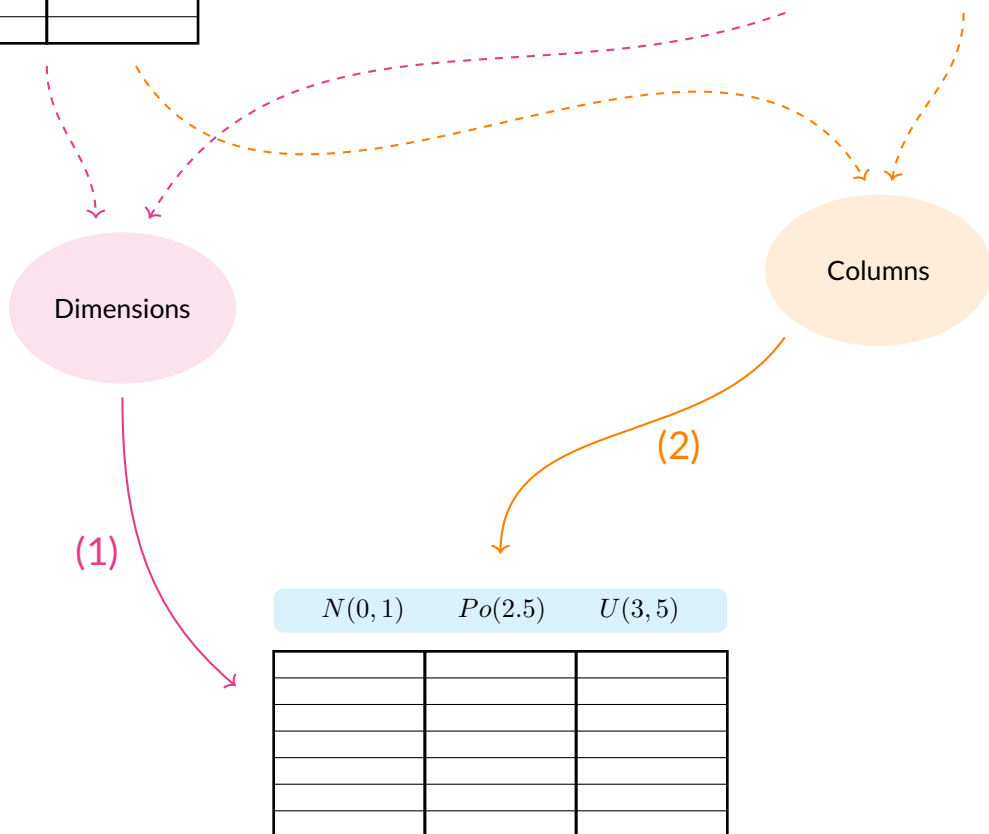 Columns
Dimensions
(2)
(1)
N(0, 1) Po(2.5) U(3, 5)